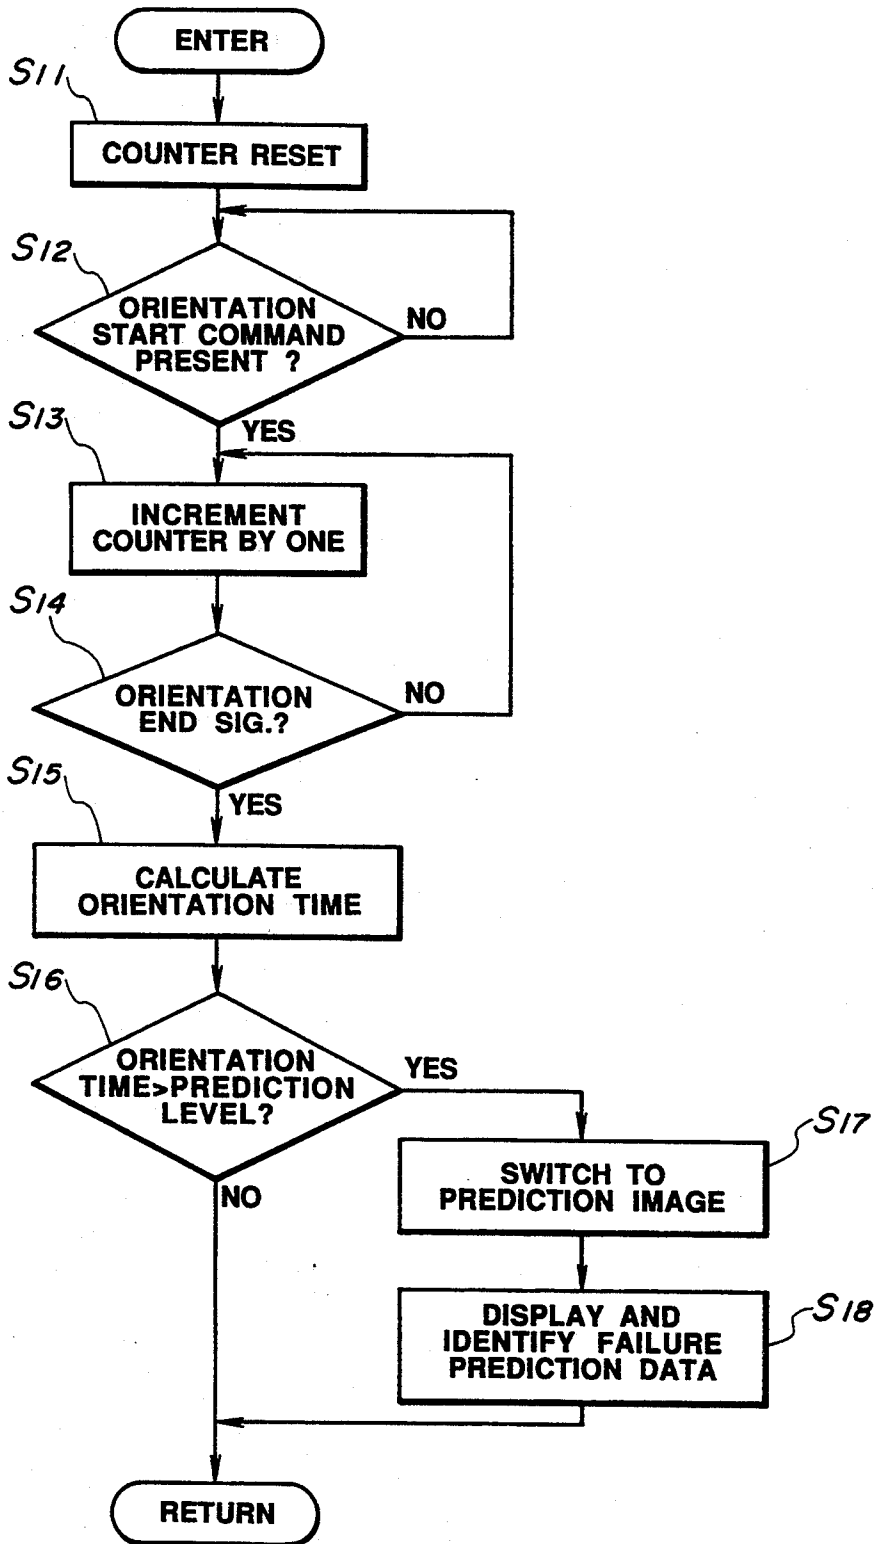 ENTER
S11
COUNTER RESET
S12
ORIENTATION
START COMMAND
PRESENT ?
NO
YES
S13
INCREMENT
COUNTER BY ONE
S14
ORIENTATION
END SIG.?
NO
YES
S15
CALCULATE
ORIENTATION TIME
S16
ORIENTATION
TIME>PREDICTION
LEVEL?
YES
NO
S17
SWITCH TO
PREDICTION IMAGE
S18
DISPLAY AND
IDENTIFY FAILURE
PREDICTION DATA
RETURN